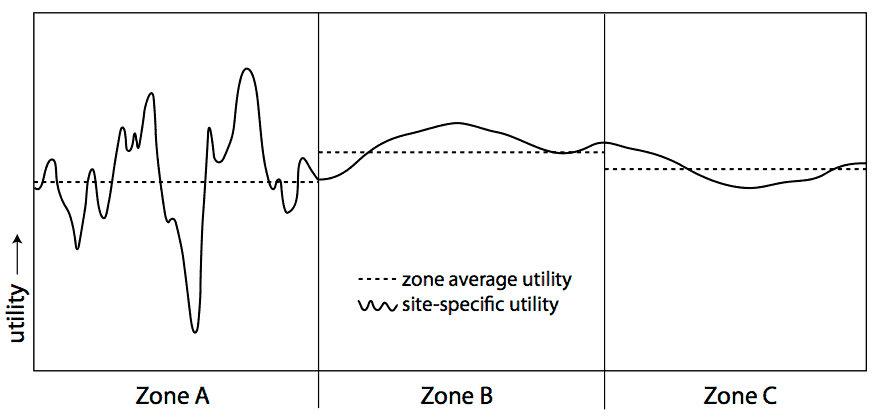 zone average utility
site-specific utility
utility →
Zone A
Zone B
Zone C